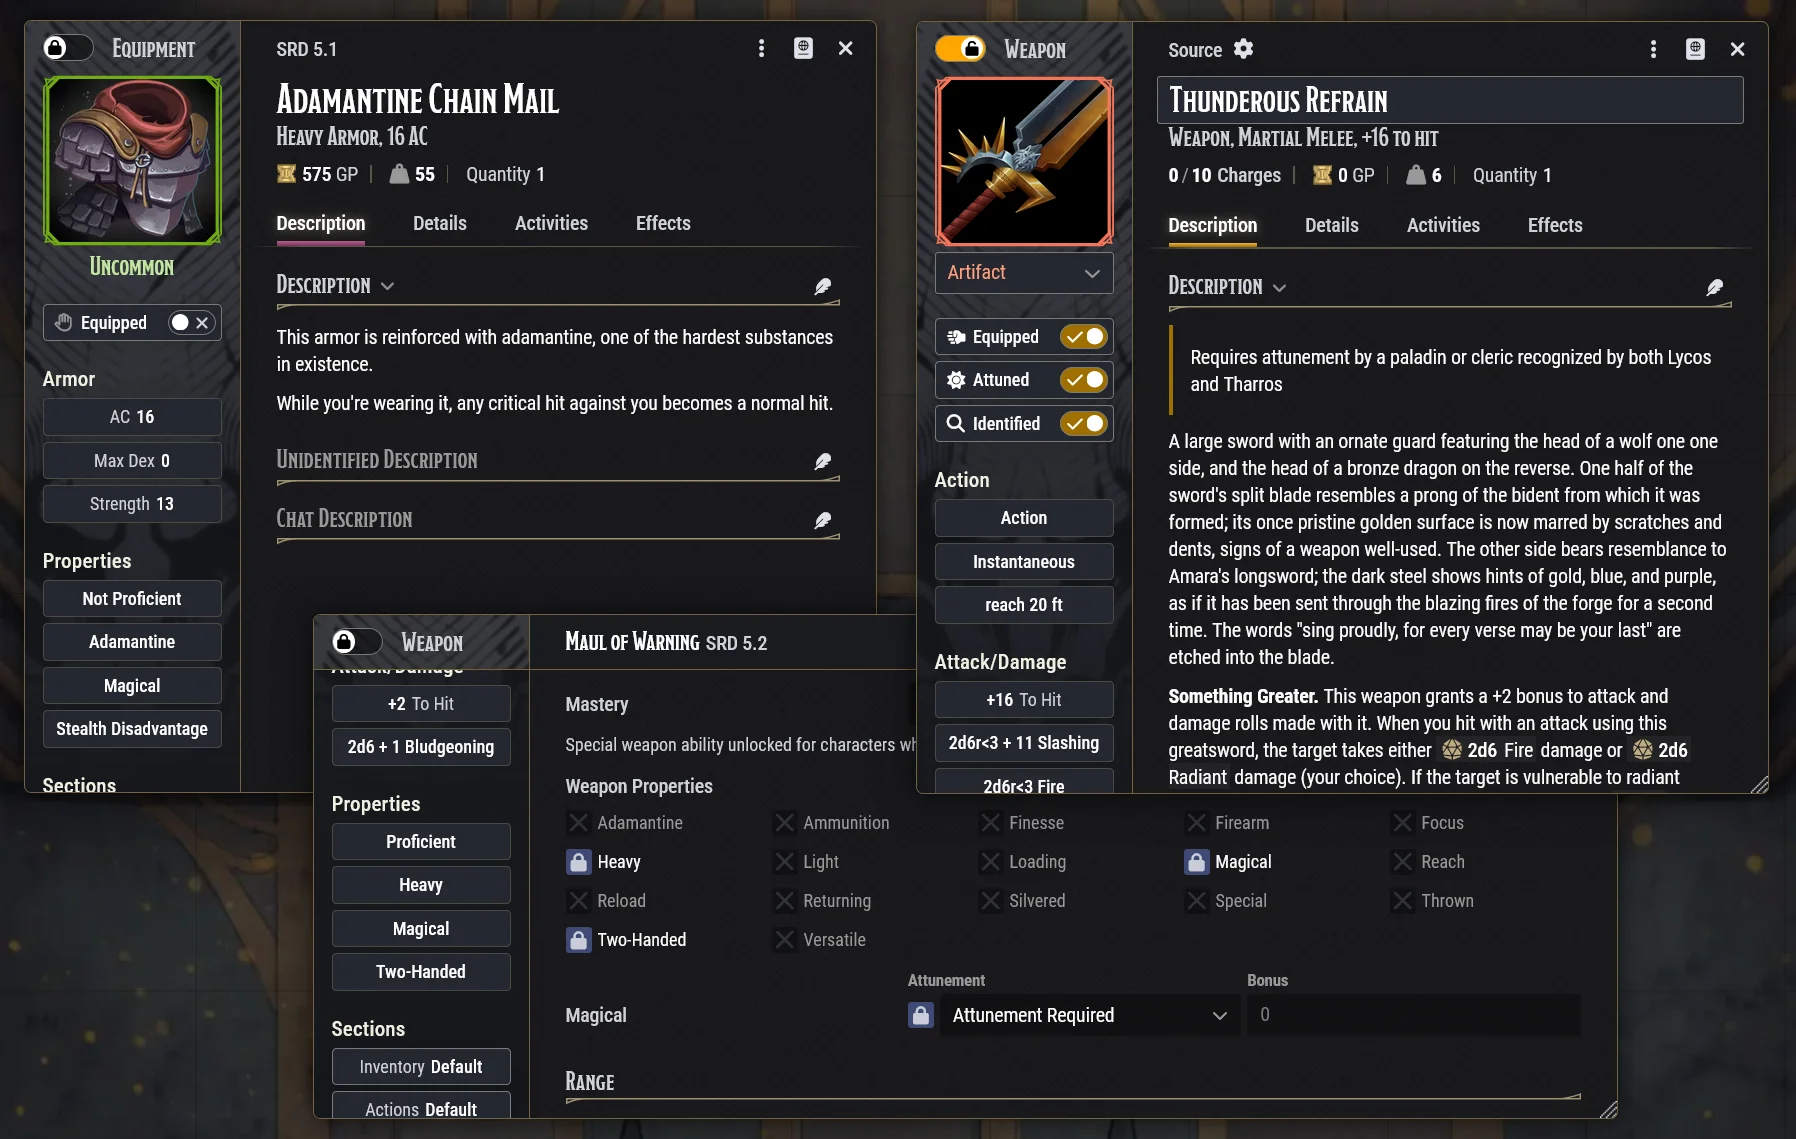 Equipment
SRD 5.1
Adamantine Chain Mail
Heavy Armor, 16 AC
575 GP
55
Quantity 1
Description
Details
Activities
Effects
Uncommon
Equipped
Armor
AC 16
Max Dex 0
Strength 13
Properties
Not Proficient
Adamantine
Magical
Stealth Disadvantage
Sections
Description
This armor is reinforced with adamantine, one of the hardest substances
in existence.
While you're wearing it, any critical hit against you becomes a normal hit.
Unidentified Description
Chat Description
Weapon
Source
Thunderous Refrain
Weapon, Martial Melee, +16 to hit
0 / 10 Charges
0 GP
6
Quantity 1
Description
Details
Activities
Effects
Artifact
Equipped
Attuned
Identified
Action
Action
Instantaneous
reach 20 ft
Attack/Damage
+16 To Hit
2d6r<3 + 11 Slashing
2d6r<3 Fire
Description
Requires attunement by a paladin or cleric recognized by both Lycos
and Tharros
A large sword with an ornate guard featuring the head of a wolf one one
side, and the head of a bronze dragon on the reverse. One half of the
sword's split blade resembles a prong of the bident from which it was
formed; its once pristine golden surface is now marred by scratches and
dents, signs of a weapon well-used. The other side bears resemblance to
Amara's longsword; the dark steel shows hints of gold, blue, and purple,
as if it has been sent through the blazing fires of the forge for a second
time. The words "sing proudly, for every verse may be your last" are
etched into the blade.
Something Greater. This weapon grants a +2 bonus to attack and
damage rolls made with it. When you hit with an attack using this
greatsword, the target takes either 2d6 Fire damage or 2d6
Radiant damage (your choice). If the target is vulnerable to radiant
Weapon
Maul of Warning SRD 5.2
Attack/Damage
+2 To Hit
2d6 + 1 Bludgeoning
Properties
Proficient
Heavy
Magical
Two-Handed
Sections
Inventory Default
Actions Default
Mastery
Special weapon ability unlocked for characters
Weapon Properties
Adamantine
Ammunition
Finesse
Firearm
Focus
Heavy
Light
Loading
Magical
Reach
Reload
Returning
Silvered
Special
Thrown
Two-Handed
Versatile
Attunement
Bonus
Magical
Attunement Required
0
Range